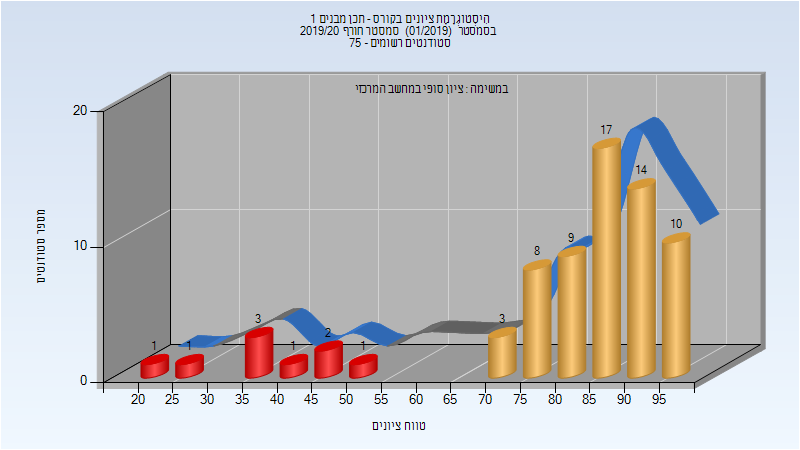 היסטוגרמת ציונים בקורס - תכן מבנים 1
בסמסטר (01/2019) סמסטר חורף 2019/20
סטודנטים רשומים - 75
במשימה : ציון סופי במחשב המרכזי
20
10
0
מספר סטודנטים
1
1
3
1
2
1
3
8
9
17
14
10
20 25 30 35 40 45 50 55 60 65 70 75 80 85 90 95
טווח ציונים